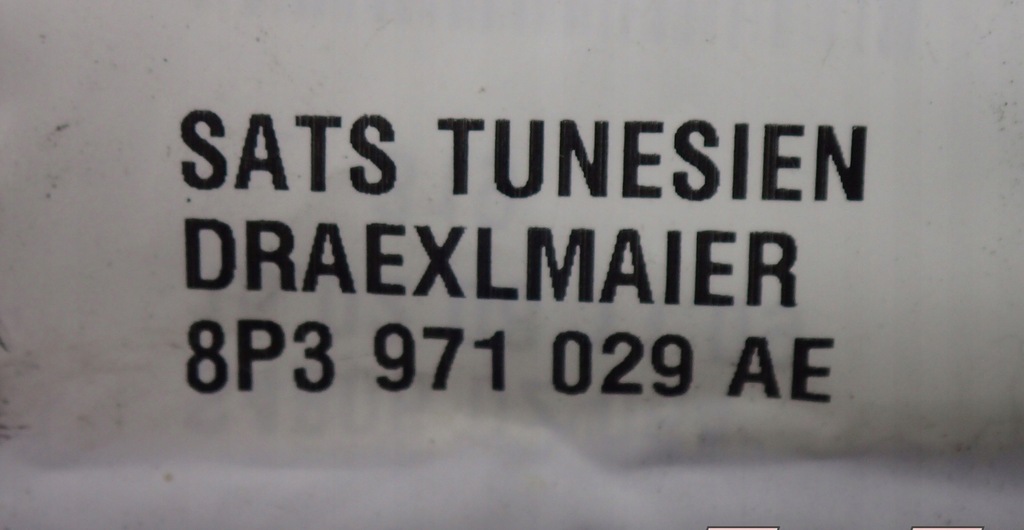 SATS TUNESIEN
DRAEXLMAIER
8P3 971 029 AE